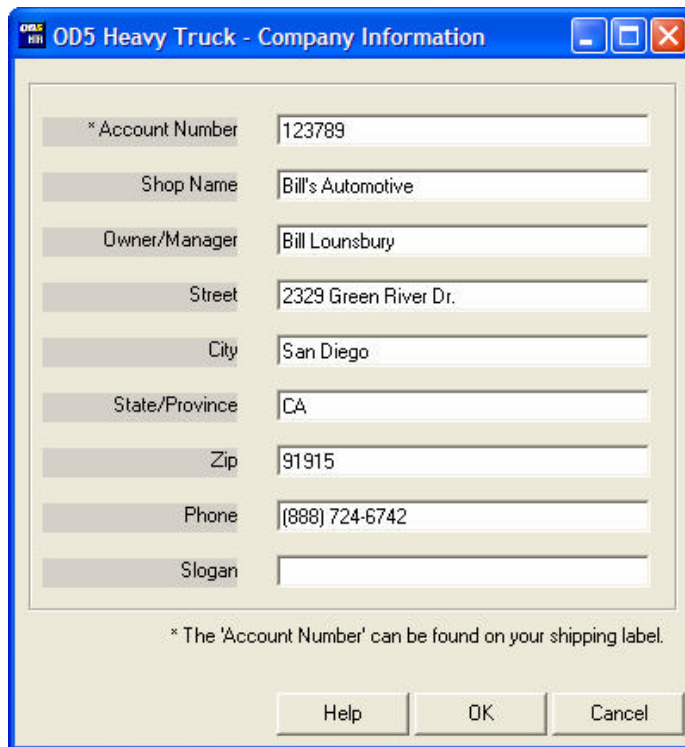 OD5 HTR OD5 Heavy Truck - Company Information
* Account Number 123789
Shop Name Bill's Automotive
Owner/Manager Bill Lounsbury
Street 2329 Green River Dr.
City San Diego
State/Province CA
Zip 91915
Phone (888) 724-6742
Slogan
* The 'Account Number' can be found on your shipping label.
Help OK Cancel